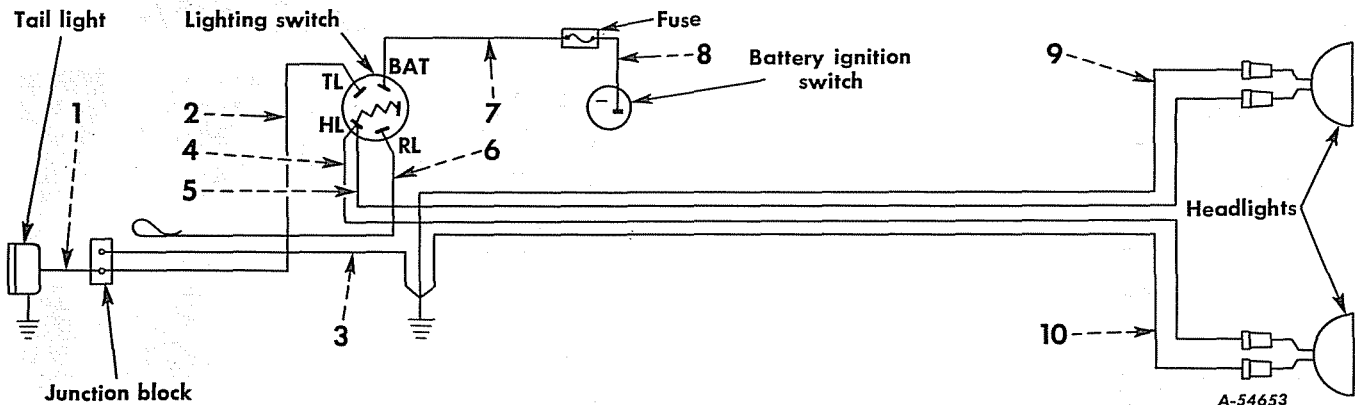 Tail light
Lighting switch
Fuse
BAT
TL
Battery ignition
switch
8
9
1
2
7
HL
RL
4
6
5
Headlights
3
10
Junction block
A-54653